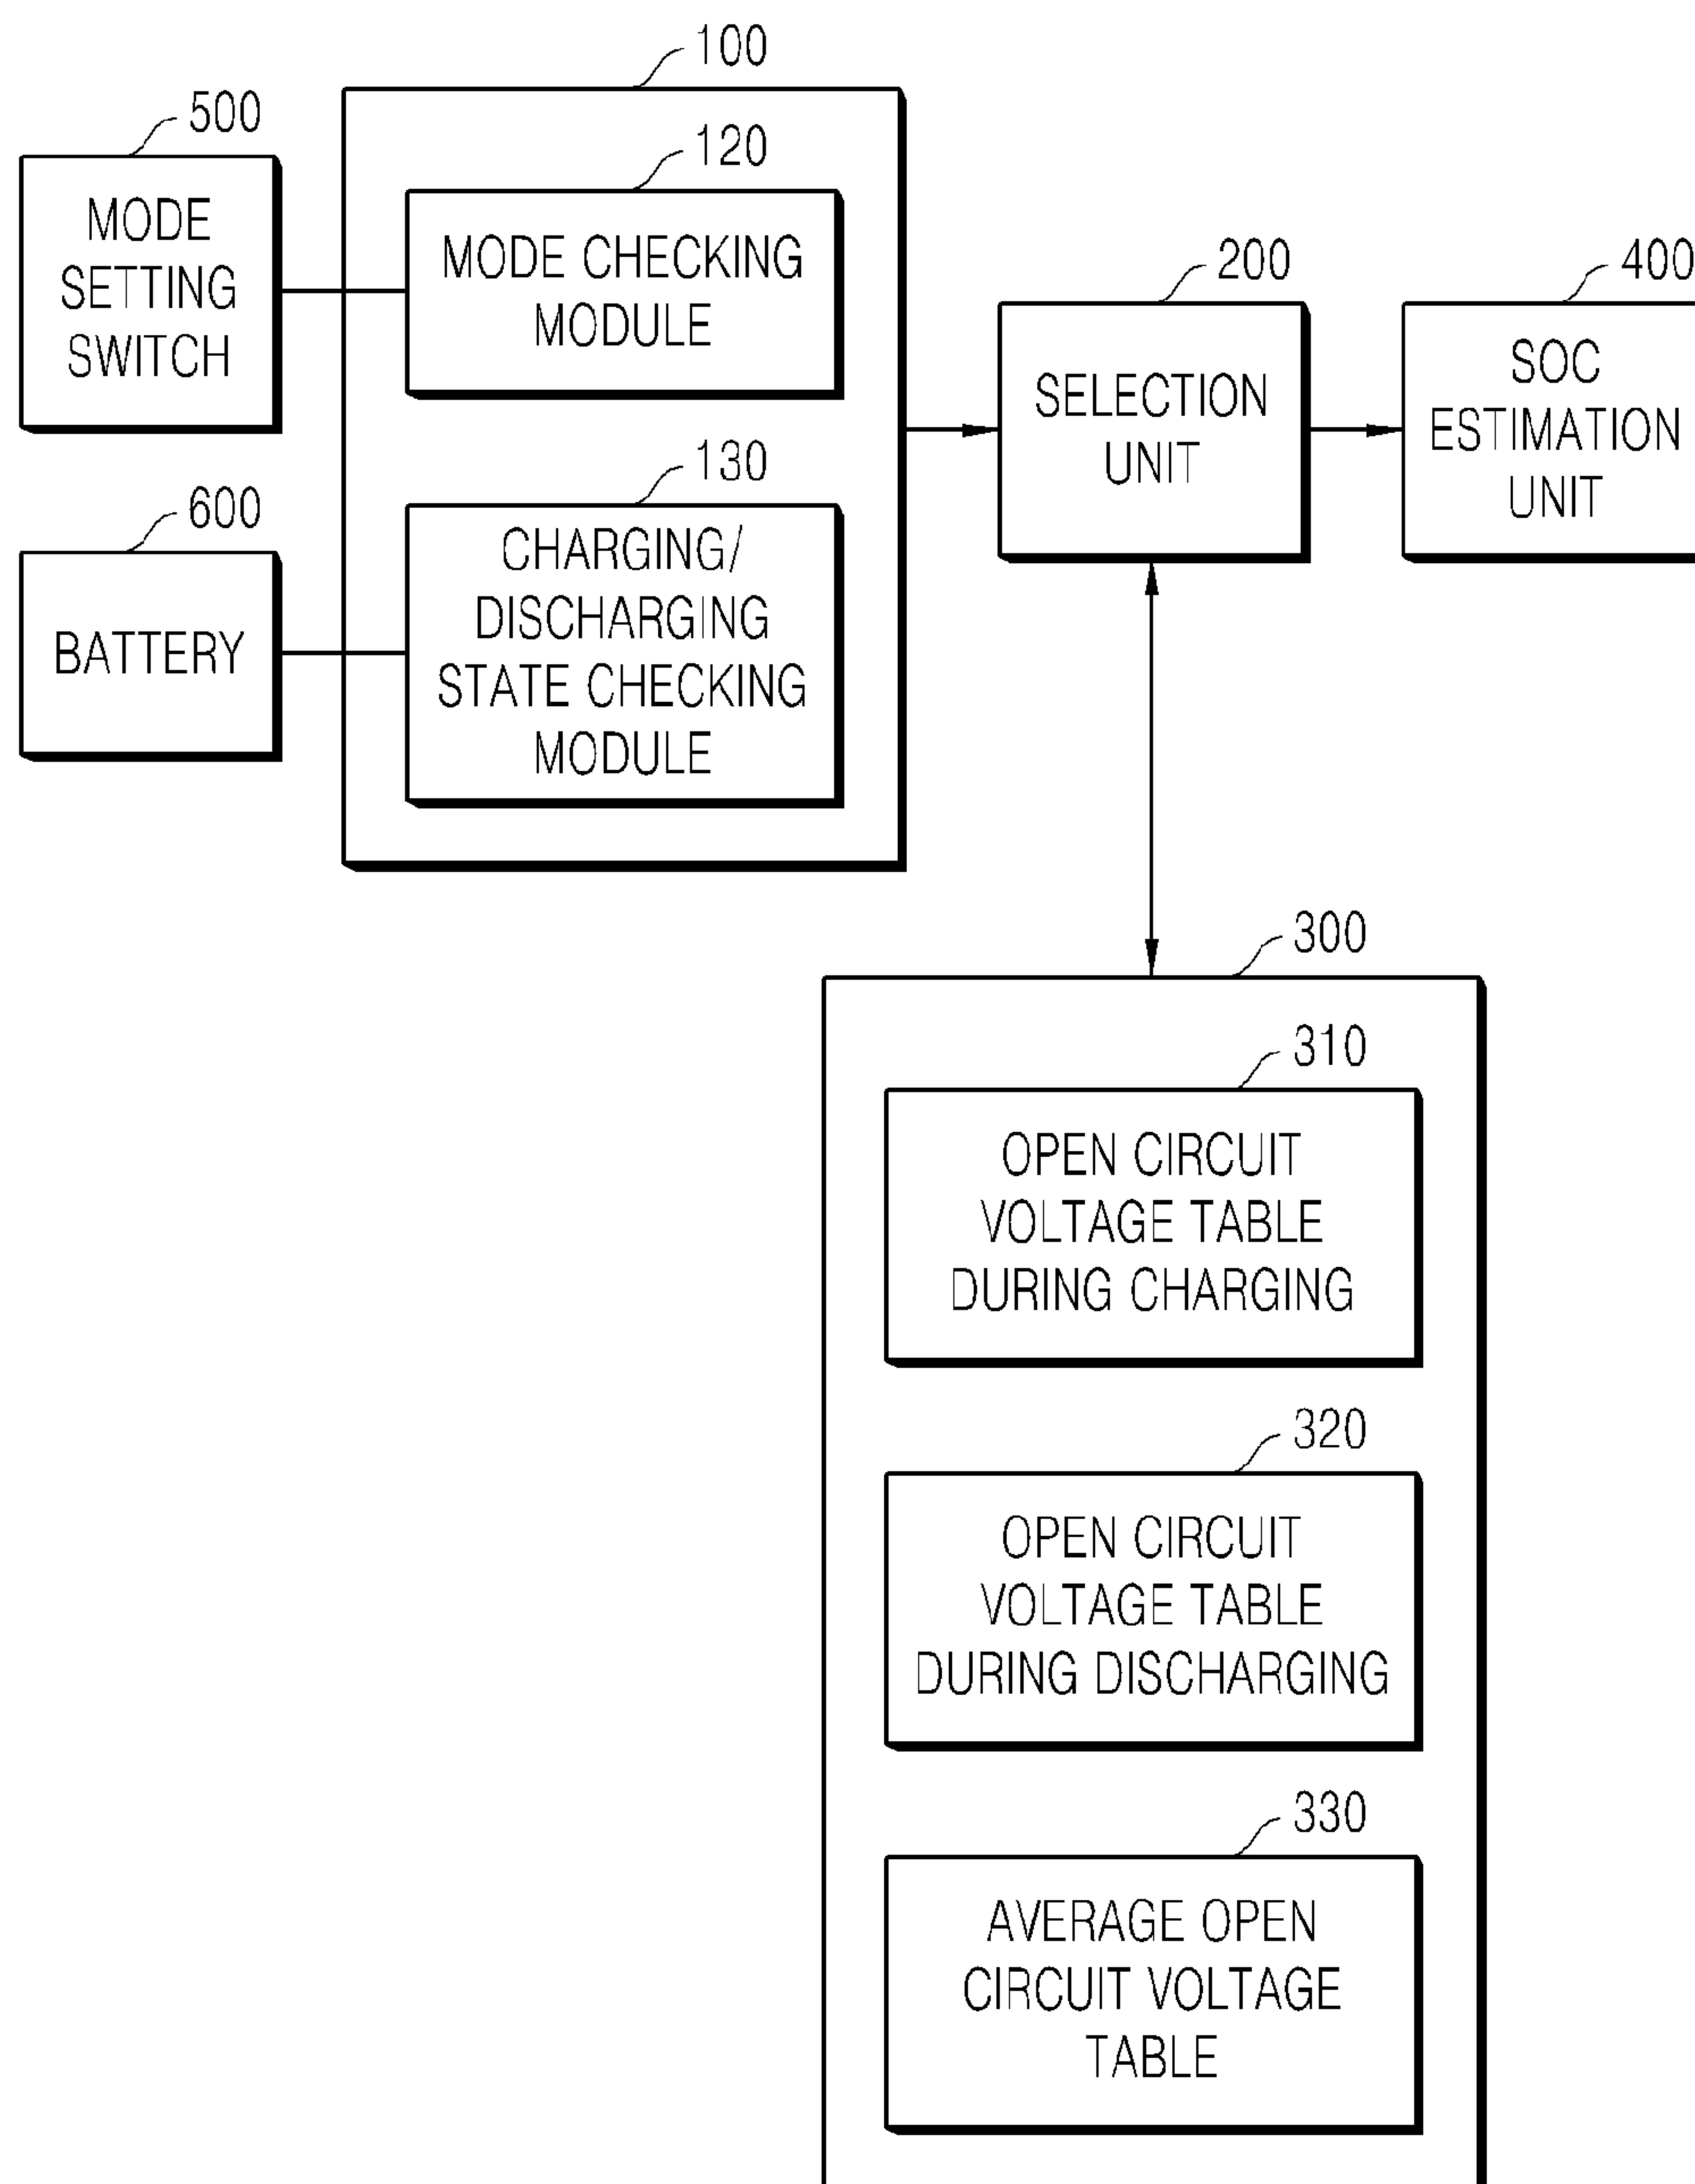 100
500
120
MODE
SETTING
SWITCH
MODE CHECKING
MODULE
200
400
SELECTION
UNIT
SOC
ESTIMATION
UNIT
130
600
CHARGING/
DISCHARGING
STATE CHECKING
MODULE
BATTERY
300
310
OPEN CIRCUIT
VOLTAGE TABLE
DURING CHARGING
320
OPEN CIRCUIT
VOLTAGE TABLE
DURING DISCHARGING
330
AVERAGE OPEN
CIRCUIT VOLTAGE
TABLE